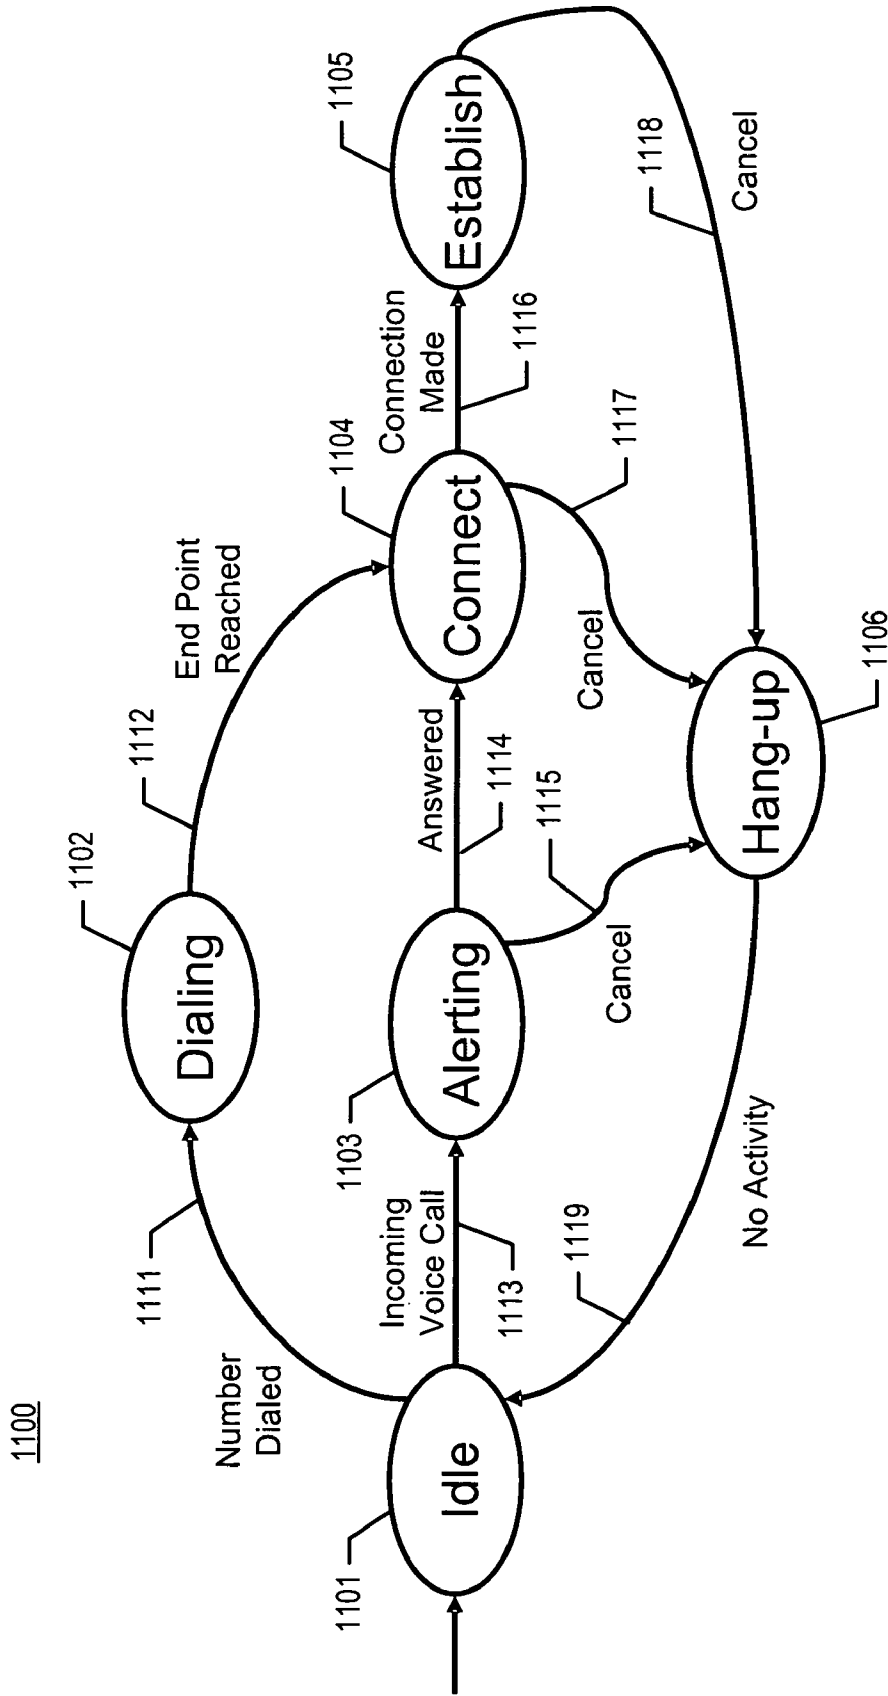 1100
1102
Dialing
1111
Number
Dialed
1112
End Point
Reached
1101
Idle
Incoming
Voice Call
1113
1103
Alerting
Answered
1114
1104
Connect
Connection
Made
1116
1105
Establish
1115
Cancel
1117
Cancel
1118
Cancel
Hang-up
1106
1119
No Activity